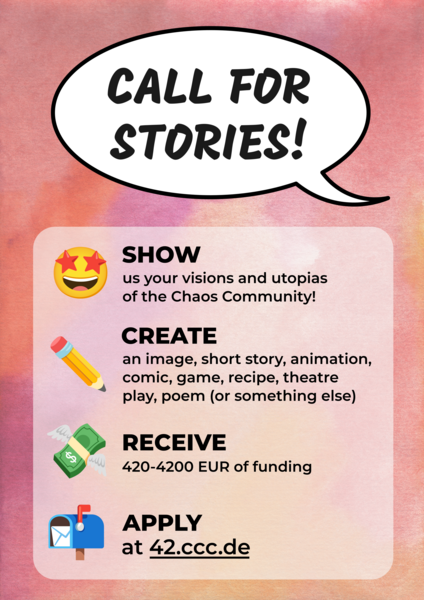 CALL FOR
STORIES!
SHOW
us your visions and utopias
of the Chaos Community!
CREATE
an image, short story, animation,
comic, game, recipe, theatre
play, poem (or something else)
RECEIVE
420-4200 EUR of funding
APPLY
at 42.ccc.de